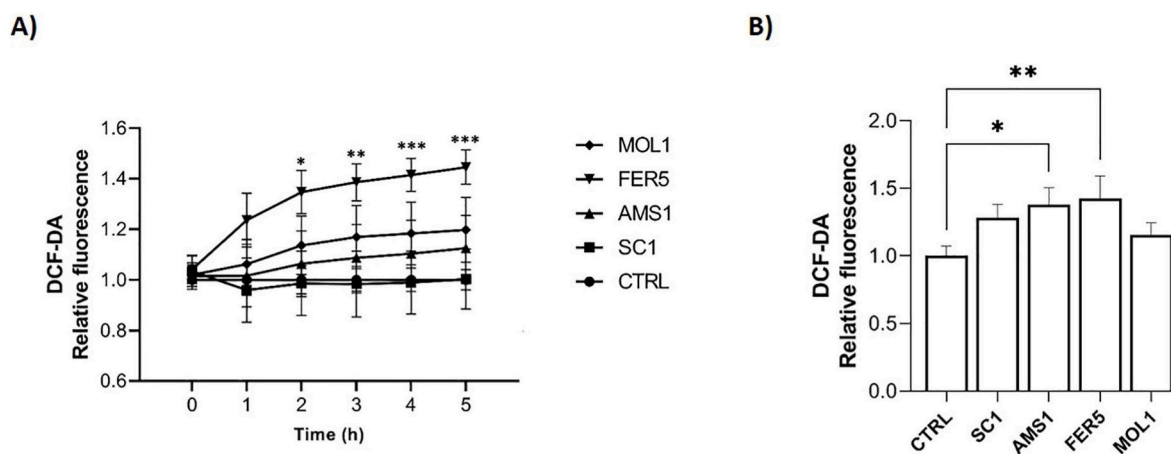 A)
DCF-DA
Relative fluorescence
1.6
1.4
1.2
1.0
0.8
0.6
*
**
***
***
0 1 2 3 4 5
Time (h)
MOL1
FER5
AMS1
SC1
CTRL
B)
DCF-DA
Relative fluorescence
2.0
1.5
1.0
0.5
0.0
**
*
CTRL
SC1
AMS1
FER5
MOL1